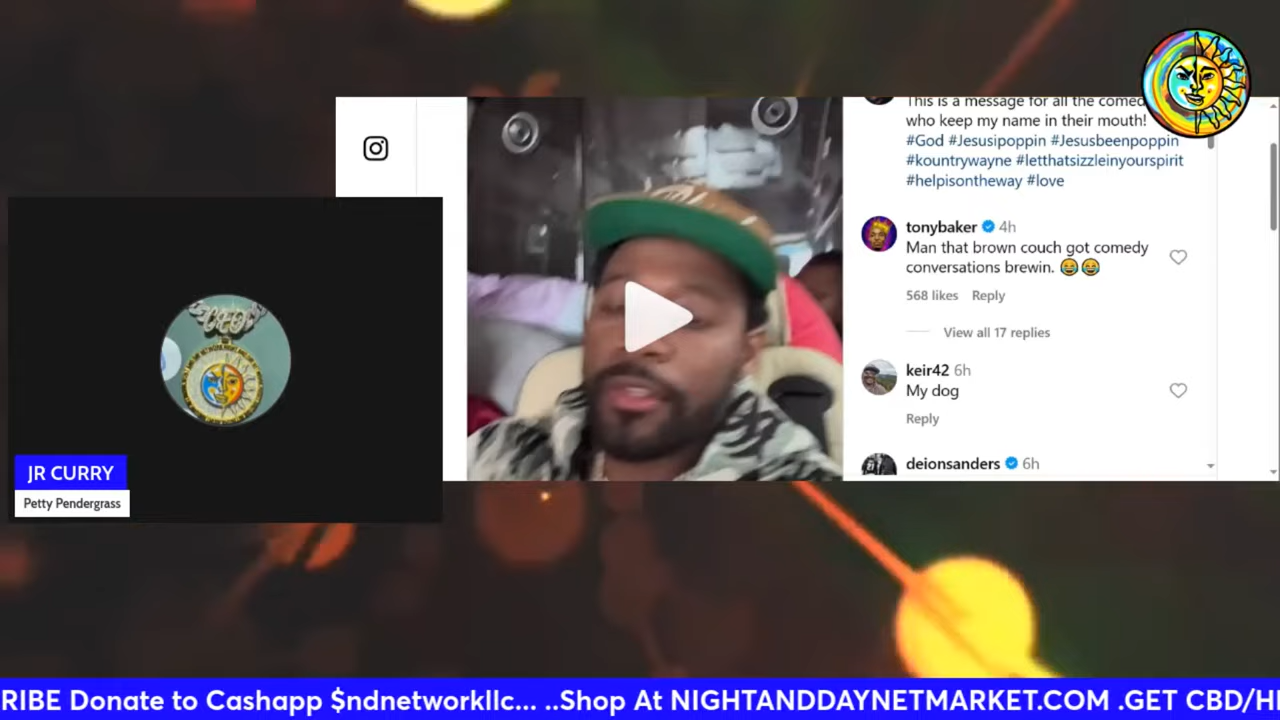 This is a message for all the comed
who keep my name in their mouth!
#God #Jesusipoppin #Jesusbeenpoppin
#kountrywayne #letthatsizzleinyourspirit
#helpisontheway #love
tonybaker 4h
Man that brown couch got comedy
conversations brewin. 😂😂
568 likes Reply
View all 17 replies
keir42 6h
My dog
Reply
deionsanders 6h
CEO
JR CURRY
Petty Pendergrass
RIBE Donate to Cashapp $ndnetworkllc... ..Shop At NIGHTANDDAYNETMARKET.COM .GET CBD/H